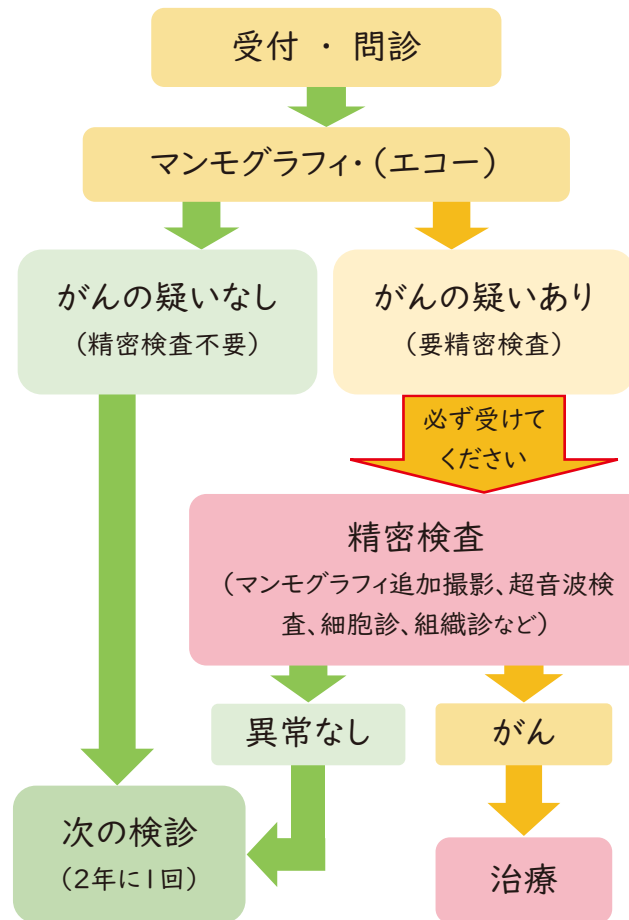 受付 ・ 問診
マンモグラフィ・（エコー）
がんの疑いなし
（精密検査不要）
がんの疑いあり
（要精密検査）
必ず受けて
ください
精密検査
（マンモグラフィ追加撮影、超音波検
査、細胞診、組織診など）
異常なし
がん
次の検診
（2年に1回）
治療